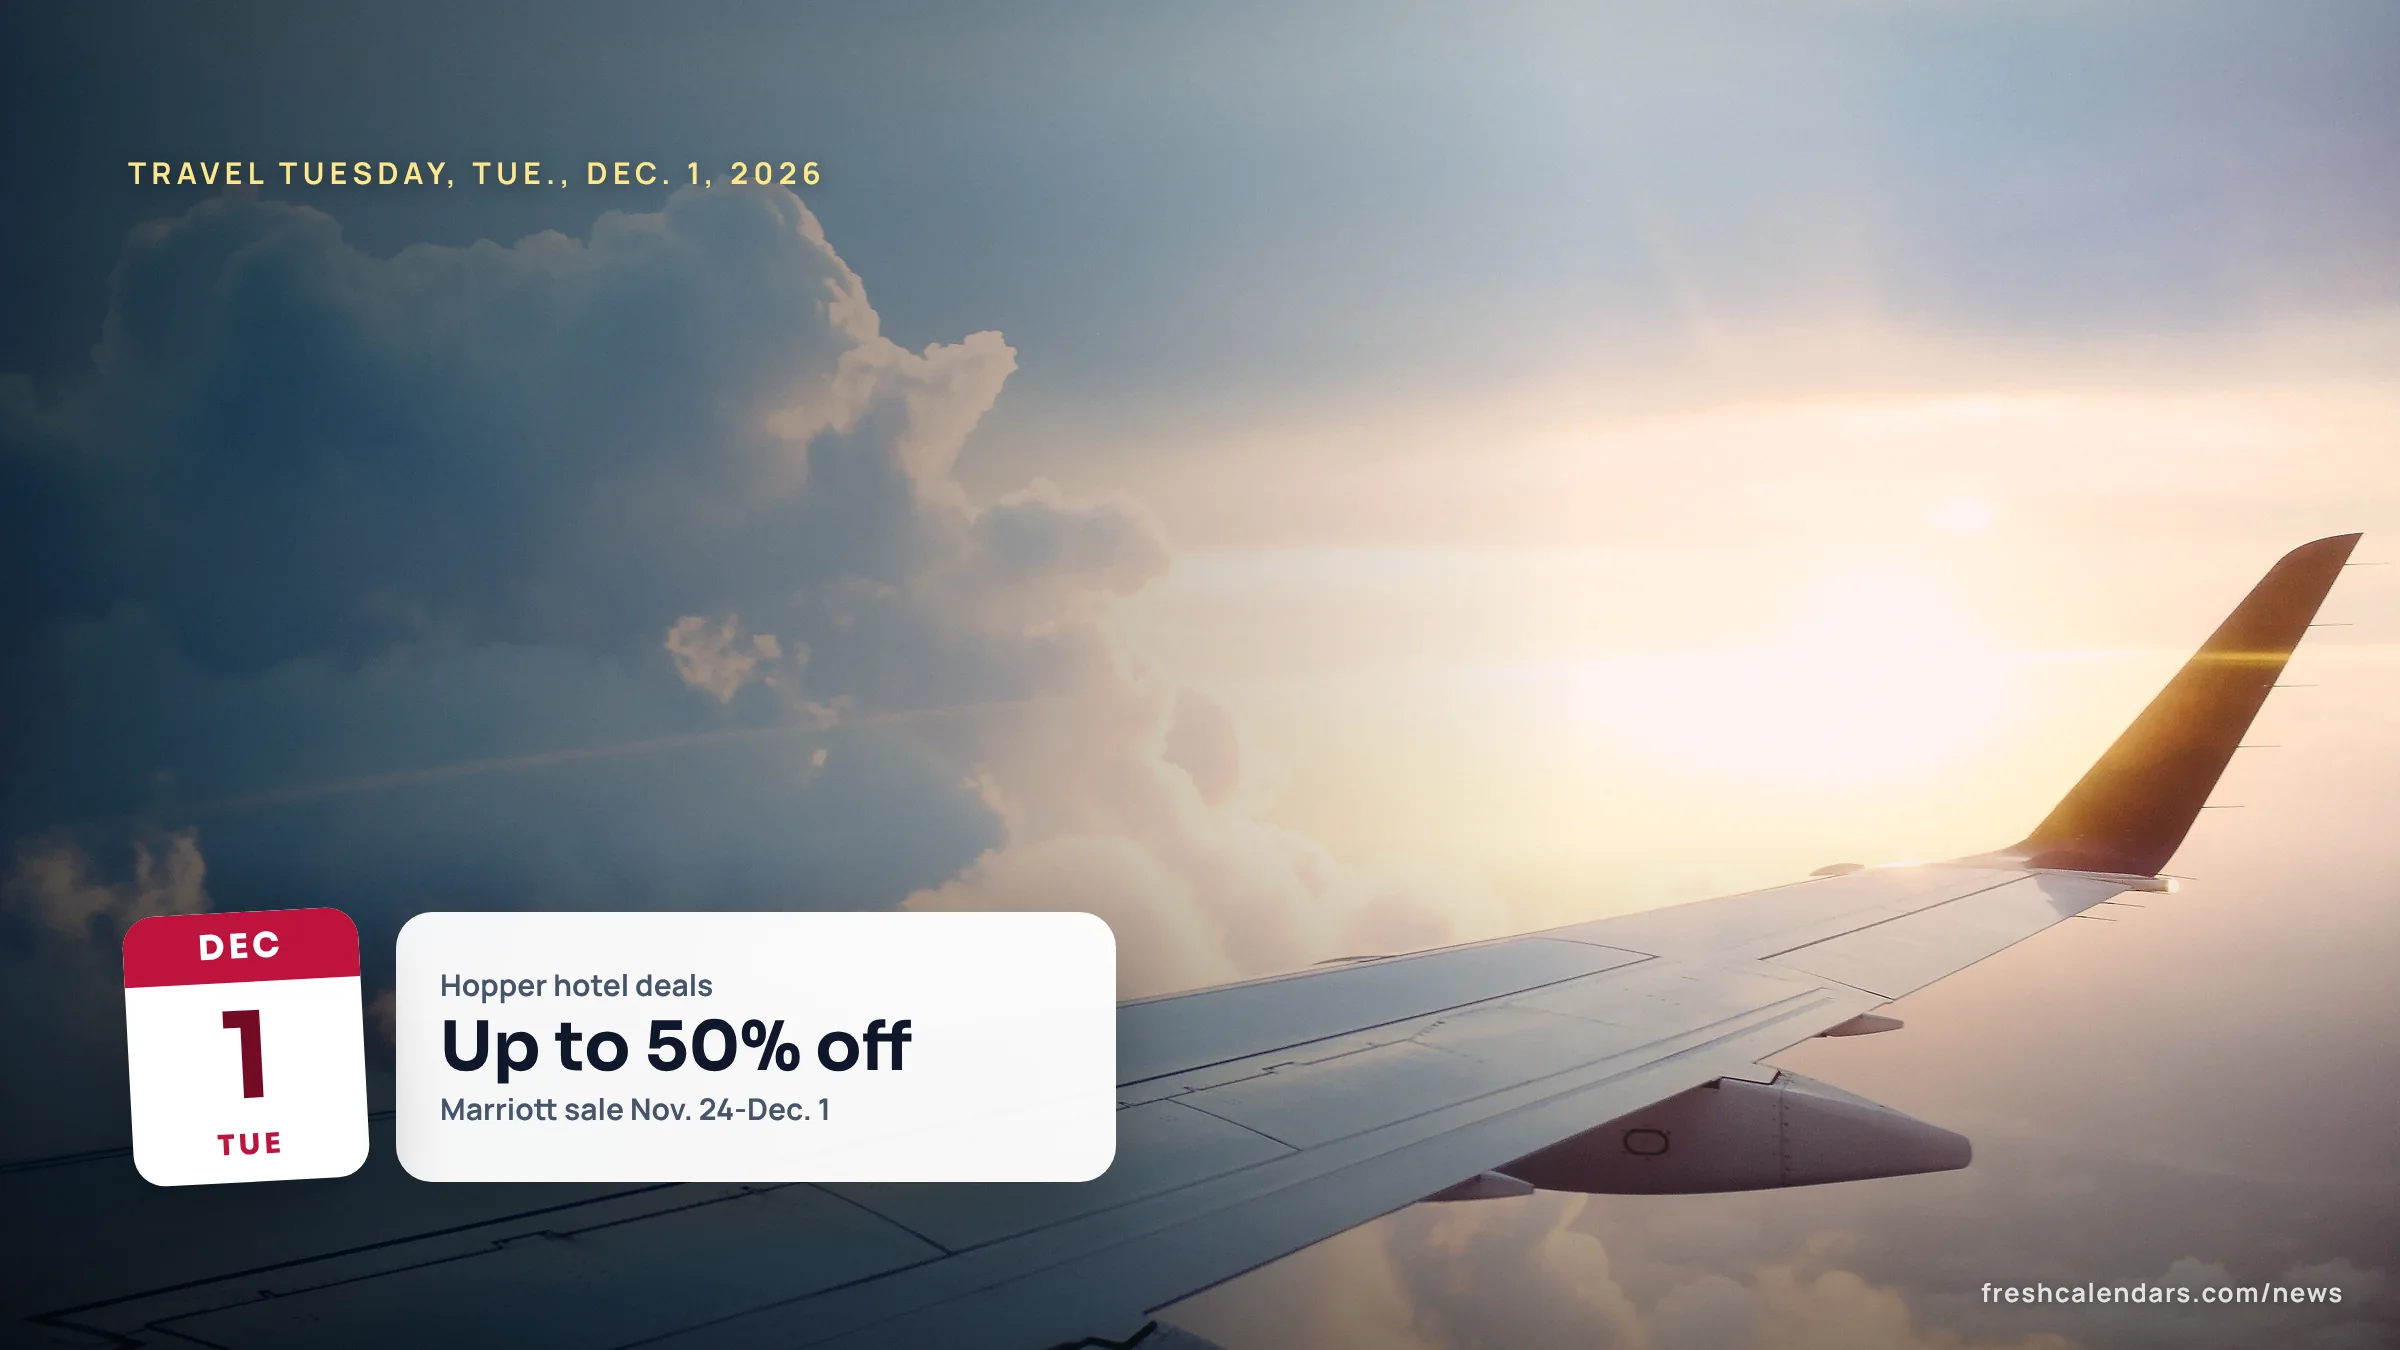 TRAVEL TUESDAY, TUE., DEC. 1, 2026
DEC
1
TUE
Hopper hotel deals
Up to 50% off
Marriott sale Nov. 24-Dec. 1
freshcalendars.com/news